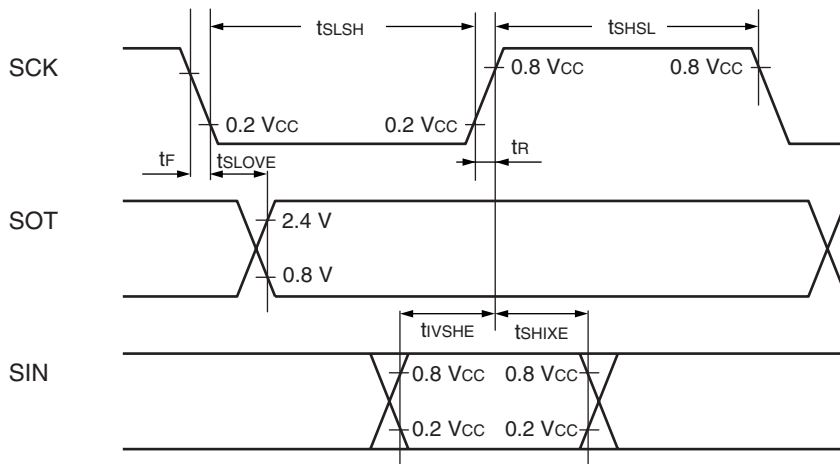 tSLSH tSHSL
SCK 0.8 VCC 0.8 VCC
0.2 VCC 0.2 VCC
tF tSLOVE tR
SOT 2.4 V
0.8 V
tIVSHE tSHIXE
SIN 0.8 VCC 0.8 VCC
0.2 VCC 0.2 VCC